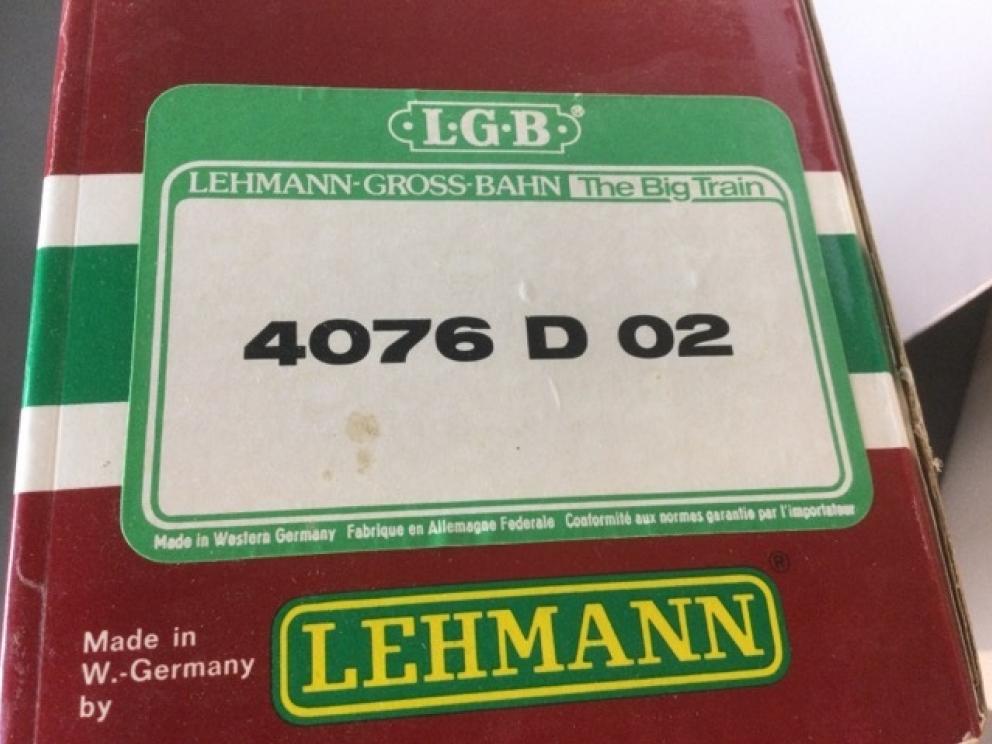 L·G·B®
LEHMANN-GROSS-BAHN The Big Train
4076 D 02
Made in Western Germany Fabrique en Allemagne Federale Conformité aux normes garantie par l'importateur
Made in
W.-Germany
by
LEHMANN®